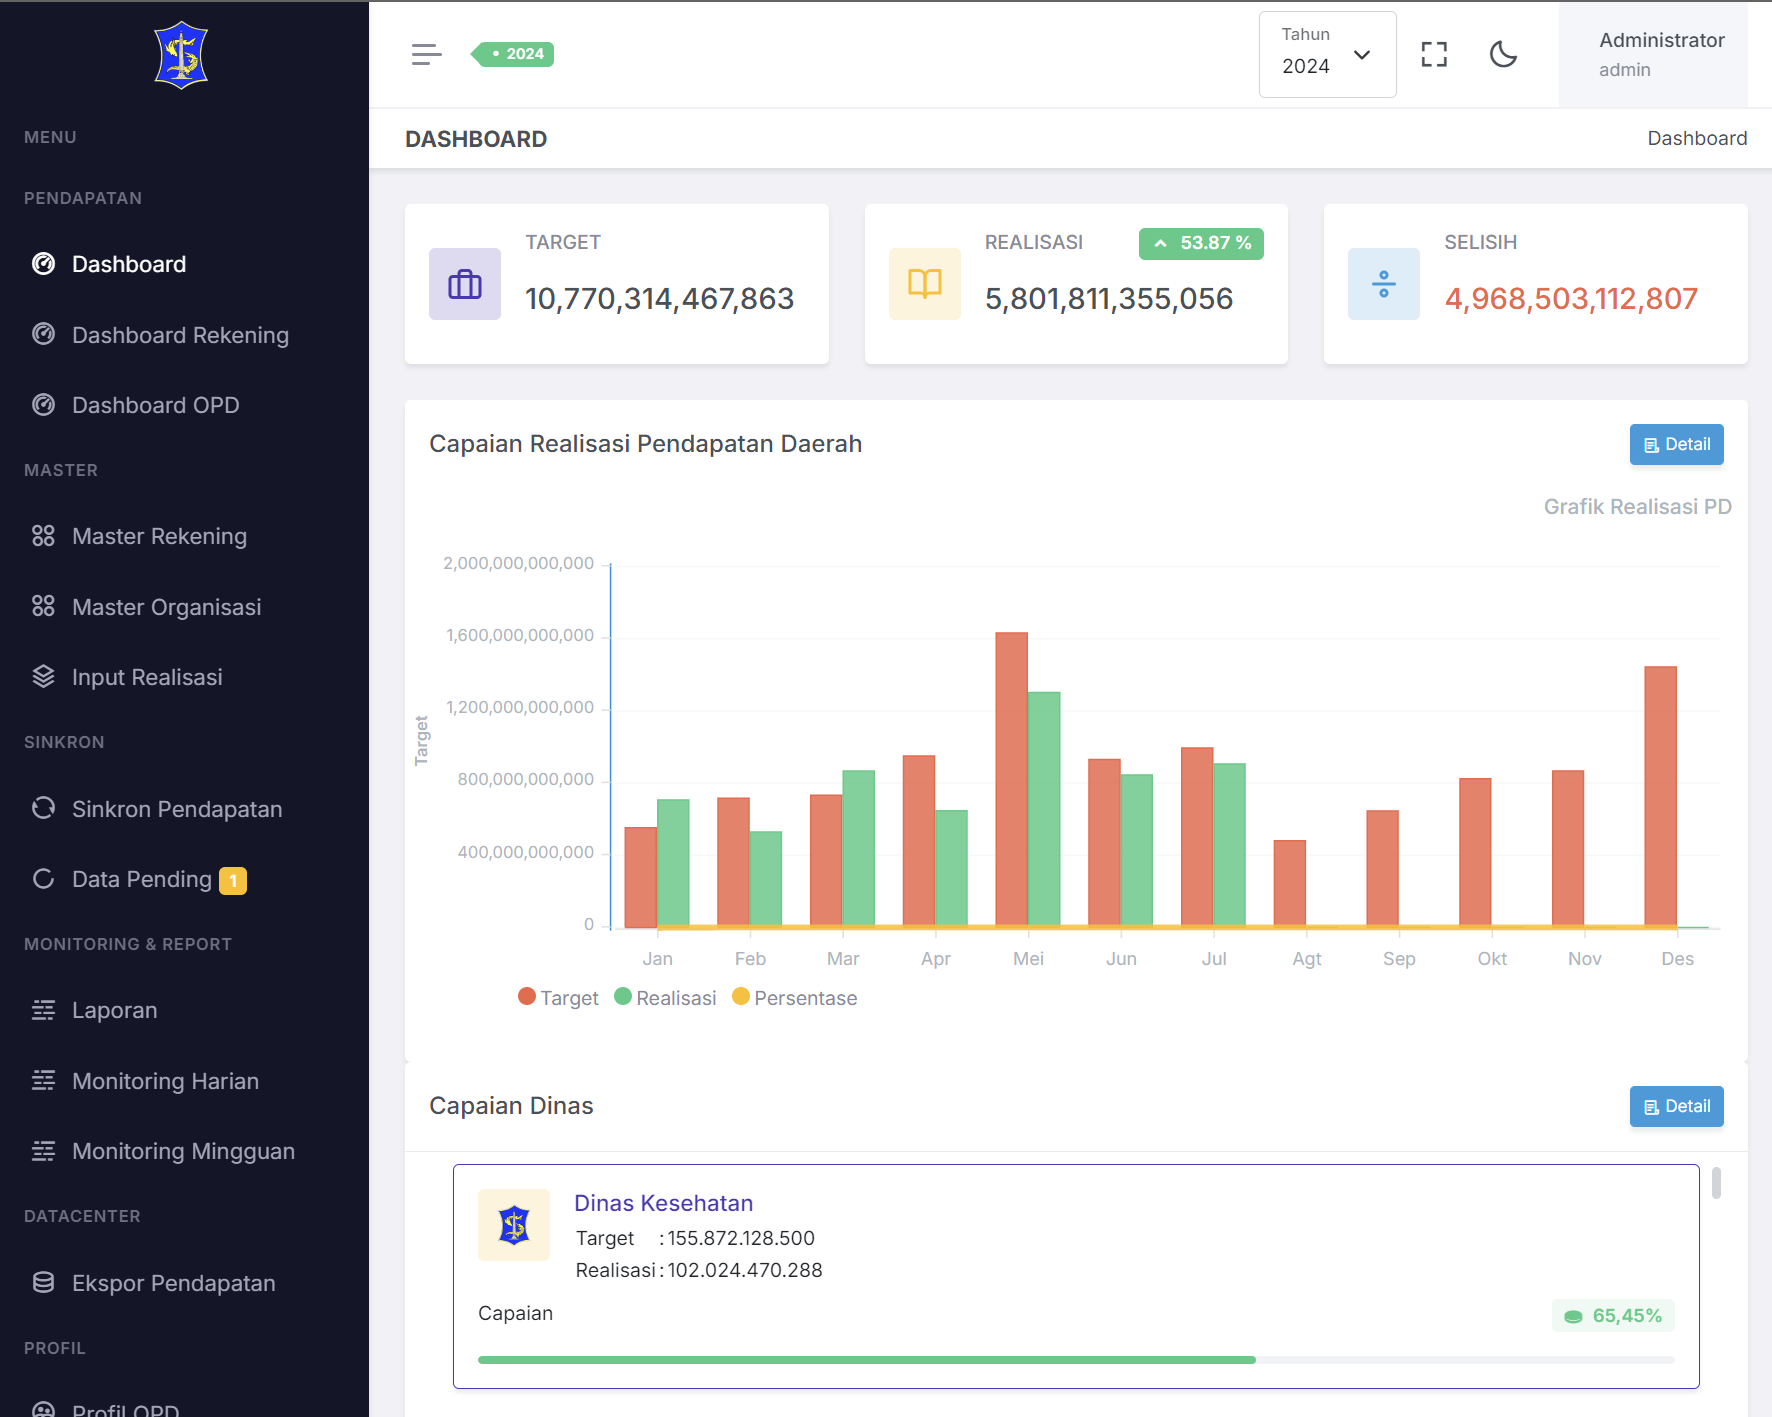 MENU
PENDAPATAN
Dashboard
Dashboard Rekening
Dashboard OPD
MASTER
Master Rekening
Master Organisasi
Input Realisasi
SINKRON
Sinkron Pendapatan
Data Pending 1
MONITORING & REPORT
Laporan
Monitoring Harian
Monitoring Mingguan
DATACENTER
Ekspor Pendapatan
PROFIL
Profil OPD
• 2024
Tahun
2024
Administrator
admin
DASHBOARD
Dashboard
TARGET
10,770,314,467,863
REALISASI
53.87 %
5,801,811,355,056
SELISIH
4,968,503,112,807
Capaian Realisasi Pendapatan Daerah
Detail
Grafik Realisasi PD
Target
2,000,000,000,000
1,600,000,000,000
1,200,000,000,000
800,000,000,000
400,000,000,000
0
Jan Feb Mar Apr Mei Jun Jul Agt Sep Okt Nov Des
Target Realisasi Persentase
Capaian Dinas
Detail
Dinas Kesehatan
Target : 155.872.128.500
Realisasi : 102.024.470.288
Capaian
65,45%